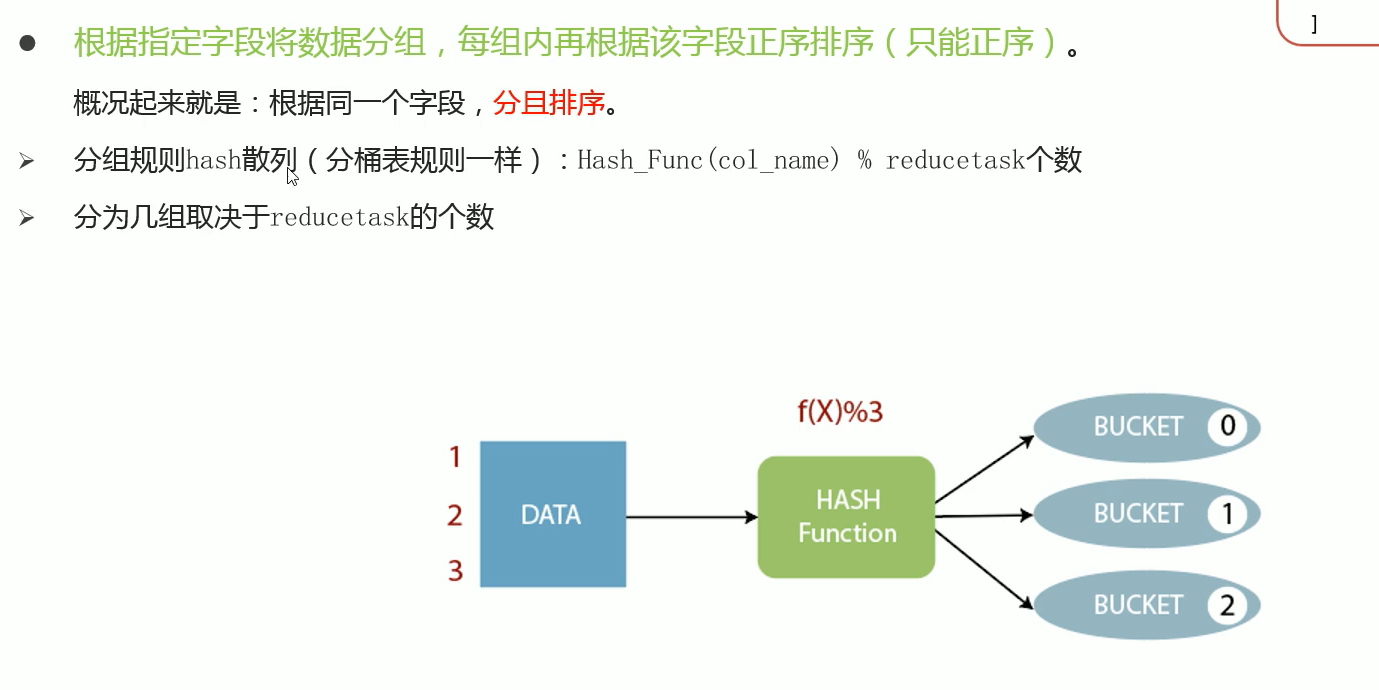 ]
根据指定字段将数据分组，每组内再根据该字段正序排序（只能正序）。
概况起来就是：根据同一个字段，分且排序。
分组规则hash散列（分桶表规则一样）：Hash_Func(col_name) % reducetask个数
分为几组取决于reducetask的个数
f(X)%3
1
2
3
DATA
HASH
Function
BUCKET 0
BUCKET 1
BUCKET 2